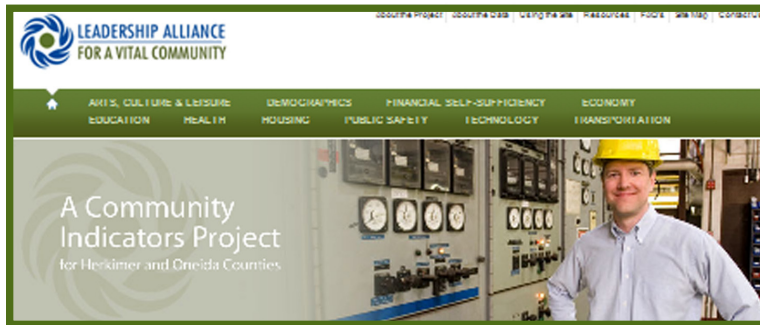 LEADERSHIP ALLIANCE
FOR A VITAL COMMUNITY
About the Project About the Data Using the Site Resources FAQ's Site Map Contact Us
ARTS, CULTURE & LEISURE DEMOGRAPHICS FINANCIAL SELF-SUFFICIENCY ECONOMY
EDUCATION HEALTH HOUSING PUBLIC SAFETY TECHNOLOGY TRANSPORTATION
A Community
Indicators Project
for Herkimer and Oneida Counties